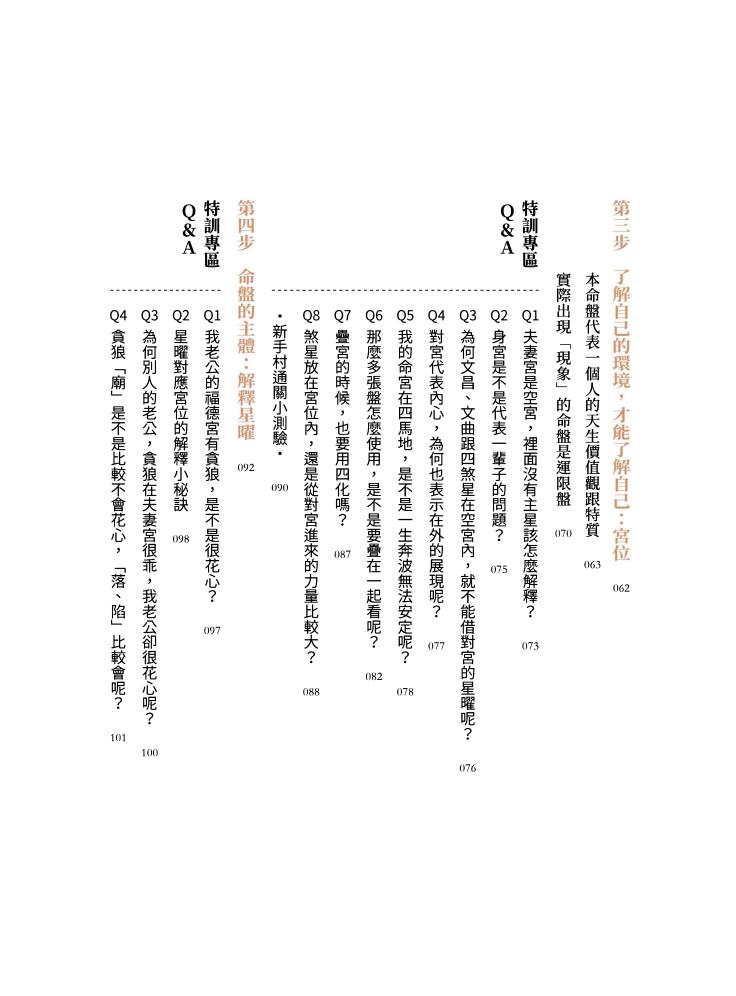 第三步　了解自己的環境，才能了解自己：宮位　062
本命盤代表一個人的天生價值觀跟特質　063
實際出現「現象」的命盤是運限盤　070
特訓專區
Q&A
Q1 夫妻宮是空宮，裡面沒有主星該怎麼解釋？　073
Q2 身宮是不是代表一輩子的問題？　075
Q3 為何文昌、文曲跟四煞星在空宮內，就不能借對宮的星曜呢？　076
Q4 對宮代表內心，為何也表示在外的展現呢？　077
Q5 我的命宮在四馬地，是不是一生奔波無法安定呢？　078
Q6 那麼多張盤怎麼使用，是不是要疊在一起看呢？　082
Q7 疊宮的時候，也要用四化嗎？　087
Q8 煞星放在宮位內，還是從對宮進來的力量比較大？　088
・新手村通關小測驗・　090
第四步　命盤的主體：解釋星曜　092
特訓專區
Q&A
Q1 我老公的福德宮有貪狼，是不是很花心？　097
Q2 星曜對應宮位的解釋小秘訣　098
Q3 為何別人的老公，貪狼在夫妻宮很乖，我老公卻很花心呢？　100
Q4 貪狼「廟」是不是比較不會花心，「落、陷」比較會呢？　101